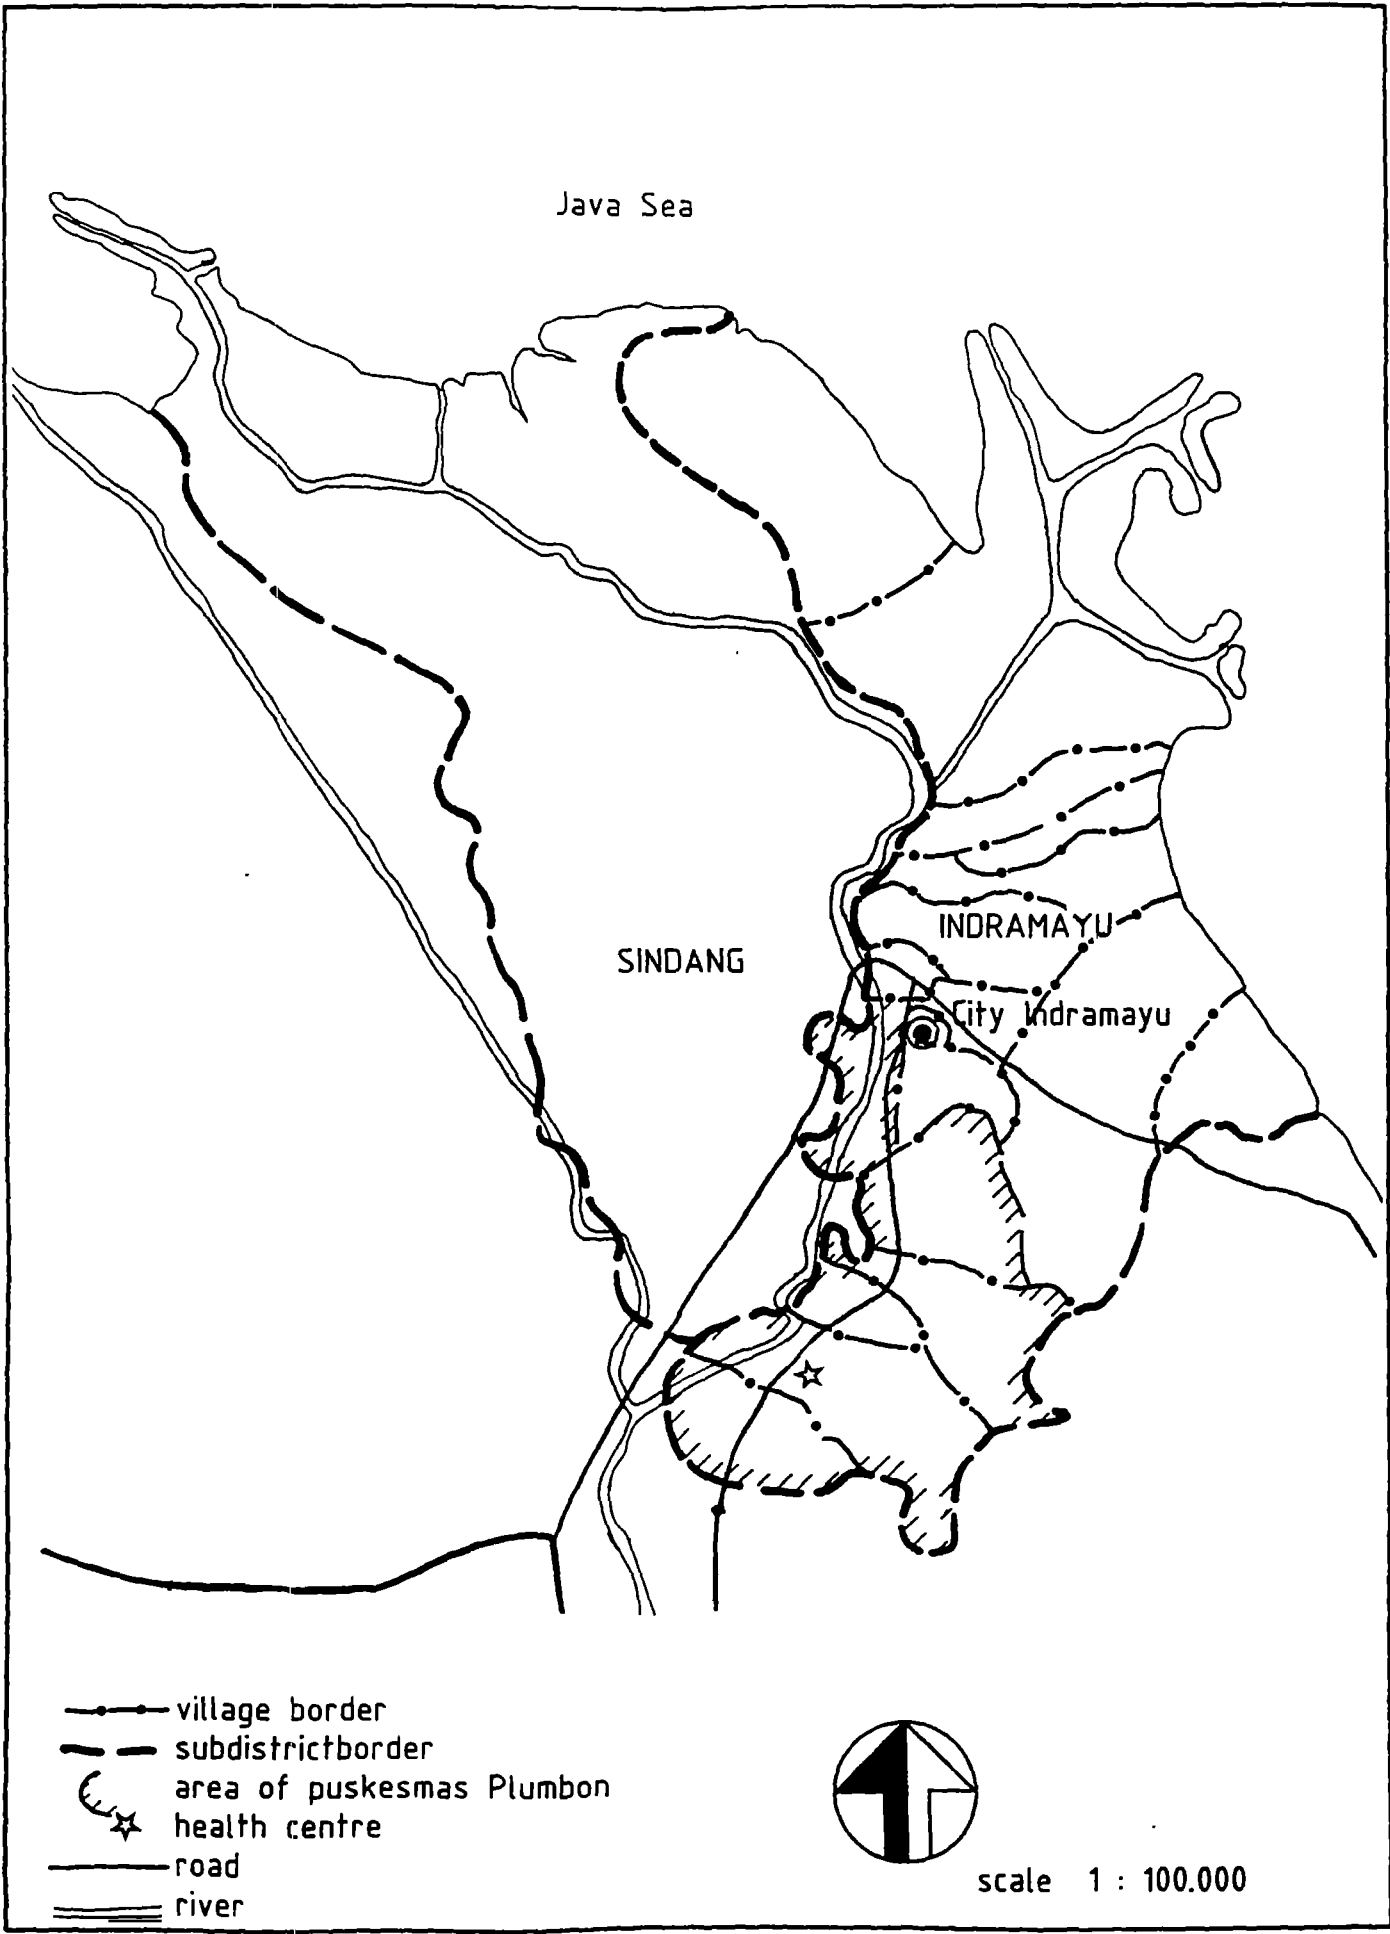 Java Sea
SINDANG
INDRAMAYU
City Indramayu
village border
subdistrictborder
area of puskesmas Plumbon
health centre
road
river
scale 1 : 100.000